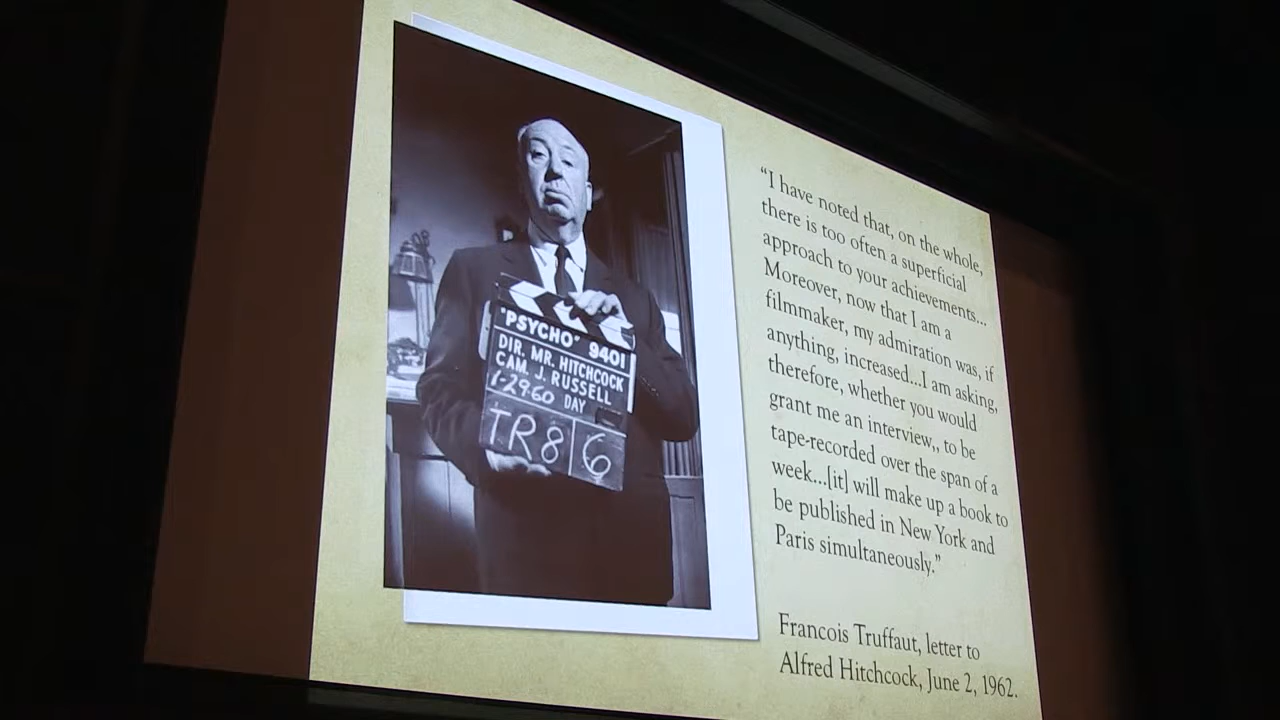 "PSYCHO" 9401
DIR. MR. HITCHCOCK
CAM. J. RUSSELL
1-29-60 DAY
TR8 6
“I have noted that, on the whole,
there is too often a superficial
approach to your achievements...
Moreover, now that I am a
filmmaker, my admiration was, if
anything, increased...I am asking,
therefore, whether you would
grant me an interview,, to be
tape-recorded over the span of a
week...[it] will make up a book to
be published in New York and
Paris simultaneously.”
Francois Truffaut, letter to
Alfred Hitchcock, June 2, 1962.